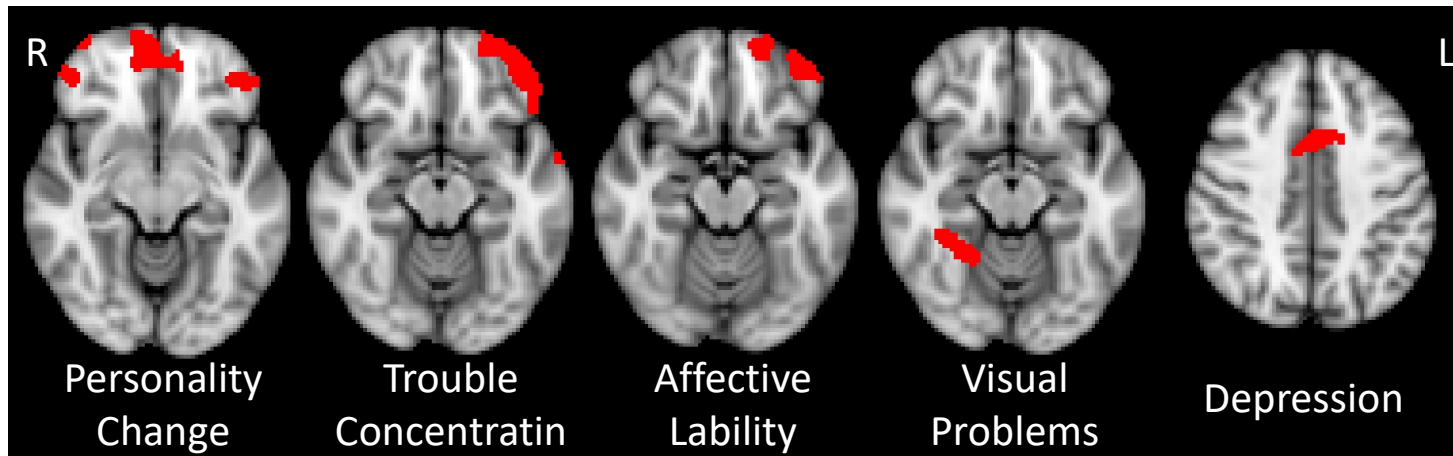 R
L
Personality
Change
Trouble
Concentratin
Affective
Lability
Visual
Problems
Depression